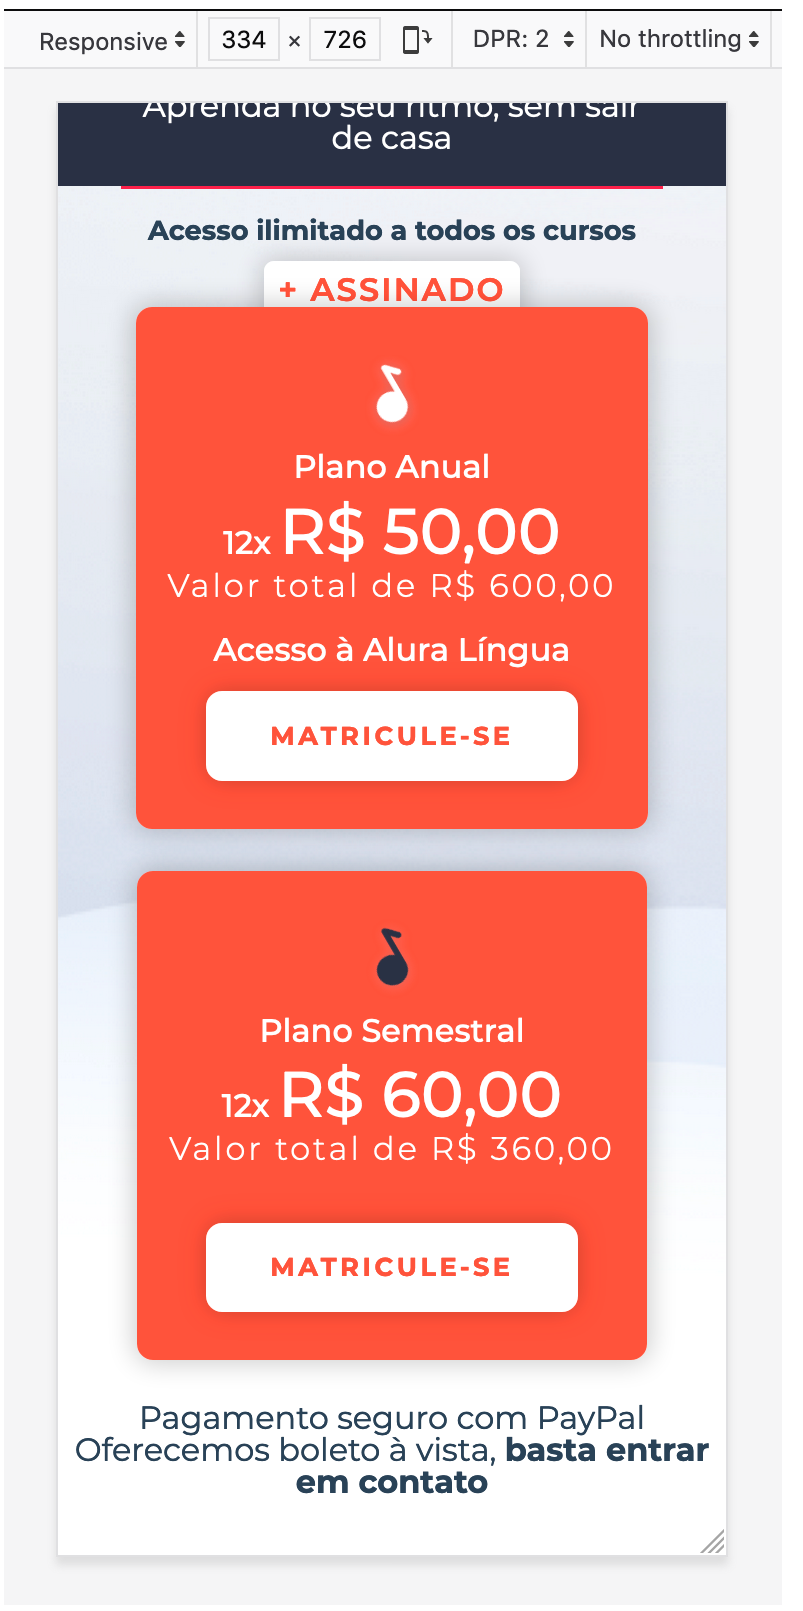 Responsive
334 × 726
DPR: 2
No throttling
Aprenda no seu ritmo, sem sair
de casa
Acesso ilimitado a todos os cursos
+ ASSINADO
Plano Anual
12x R$ 50,00
Valor total de R$ 600,00
Acesso à Alura Língua
MATRICULE-SE
Plano Semestral
12x R$ 60,00
Valor total de R$ 360,00
MATRICULE-SE
Pagamento seguro com PayPal
Oferecemos boleto à vista, basta entrar
em contato